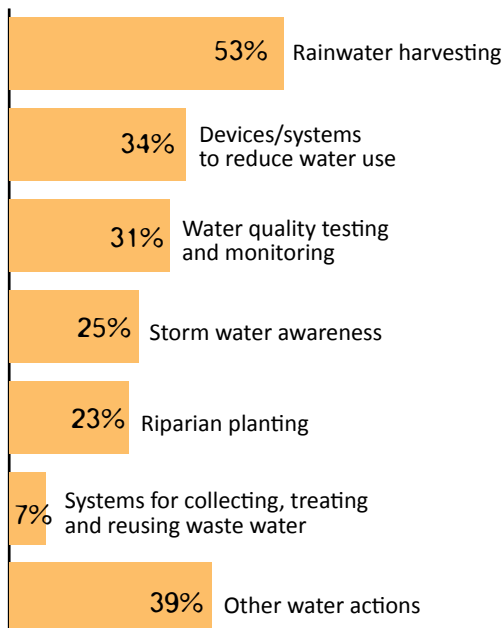 53% Rainwater harvesting
34% Devices/systems
to reduce water use
31% Water quality testing
and monitoring
25% Storm water awareness
23% Riparian planting
7% Systems for collecting, treating
and reusing waste water
39% Other water actions